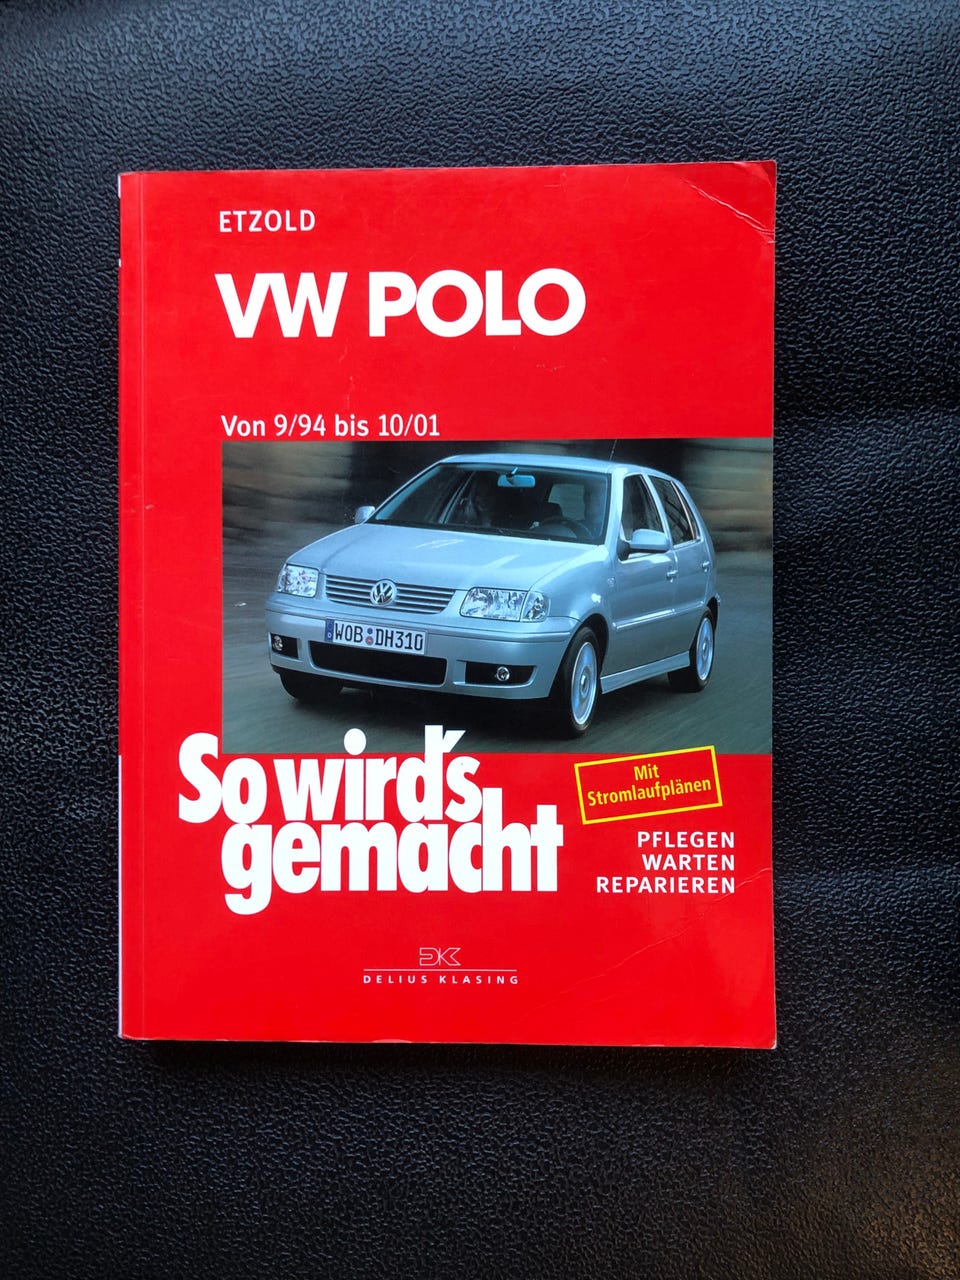 ETZOLD
VW POLO
Von 9/94 bis 10/01
WOB DH310
So wird's
gemacht
Mit
Stromlaufplänen
PFLEGEN
WARTEN
REPARIEREN
DK
DELIUS KLASING